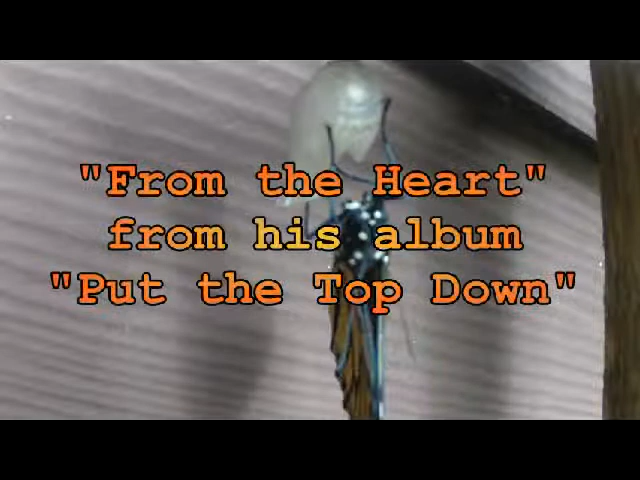 "From the Heart"
from his album
"Put the Top Down"